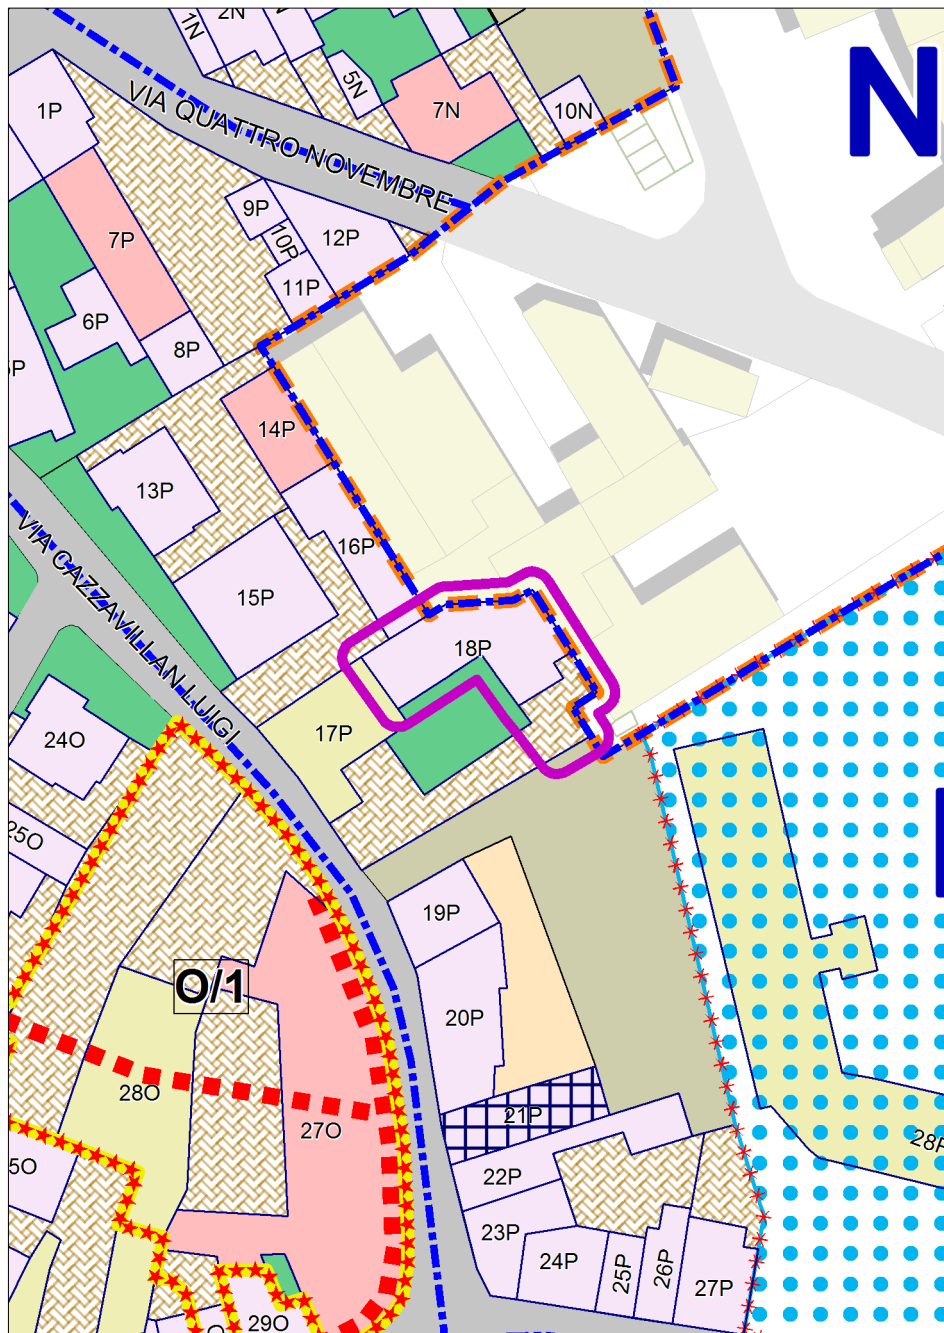 1N
2N
5N
7N
10N
N
1P
VIA QUATTRO NOVEMBRE
9P
10P
12P
7P
11P
6P
8P
14P
13P
16P
15P
VIA CAZZAVILLAN LUIGI
18P
17P
24O
25O
19P
O/1
20P
28O
27O
21P
28P
5O
22P
23P
24P
25P
26P
27P
29O